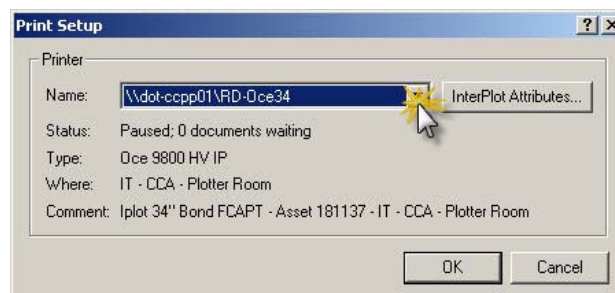 Print Setup
Printer
Name: \\dot-ccpp01\RD-Oce34 InterPlot Attributes...
Status: Paused; 0 documents waiting
Type: Oce 9800 HV IP
Where: IT - CCA - Plotter Room
Comment: Iplot 34" Bond FCAPT - Asset 181137 - IT - CCA - Plotter Room
OK Cancel